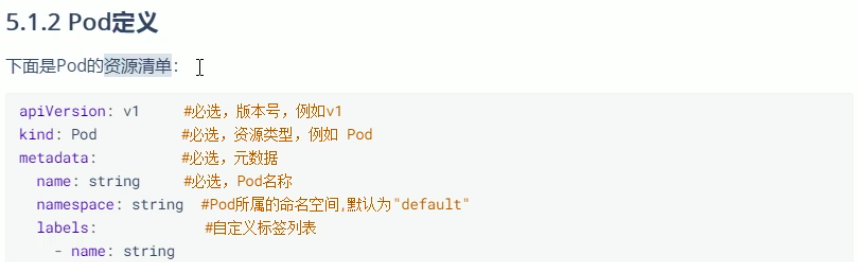 5.1.2 Pod定义
下面是Pod的资源清单：
apiVersion: v1     #必选，版本号，例如v1
kind: Pod          #必选，资源类型，例如 Pod
metadata:          #必选，元数据
  name: string     #必选，Pod名称
  namespace: string  #Pod所属的命名空间,默认为"default"
  labels:            #自定义标签列表
    - name: string